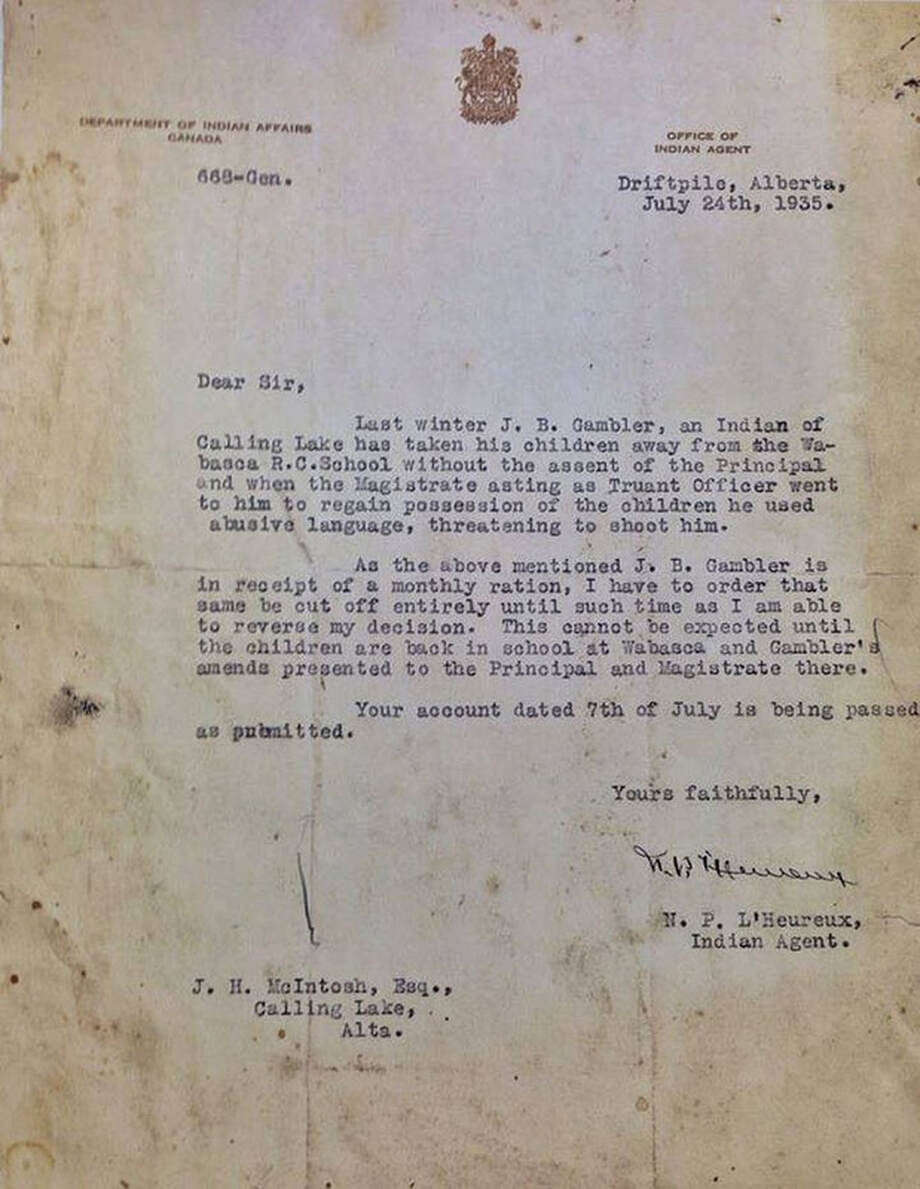 DEPARTMENT OF INDIAN AFFAIRS
CANADA
OFFICE OF
INDIAN AGENT
668-Gen.
Driftpile, Alberta,
July 24th, 1935.
Dear Sir,
Last winter J. B. Gambler, an Indian of
Calling Lake has taken his children away from the Wa-
basca R.C.School without the assent of the Principal
and when the Magistrate asting as Truant Officer went
to him to regain possession of the children he used
abusive language, threatening to shoot him.
As the above mentioned J. B. Gambler is
in receipt of a monthly ration, I have to order that
same be cut off entirely until such time as I am able
to reverse my decision. This cannot be expected until
the children are back in school at Wabasca and Gambler's
amends presented to the Principal and Magistrate there.
Your account dated 7th of July is being passed
as submitted.
Yours faithfully,
N. P. L'Heureux
N. P. L'Heureux,
Indian Agent.
J. H. McIntosh, Esq.,
Calling Lake,
Alta.